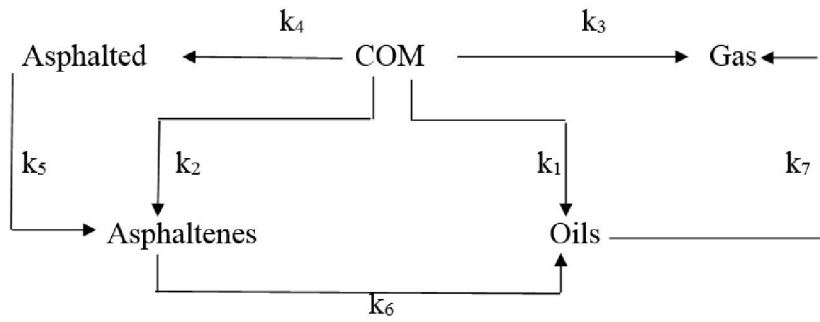 k₄ k₃
Asphalted COM Gas
k₅ k₂ k₁ k₇
Asphaltenes Oils
k₆